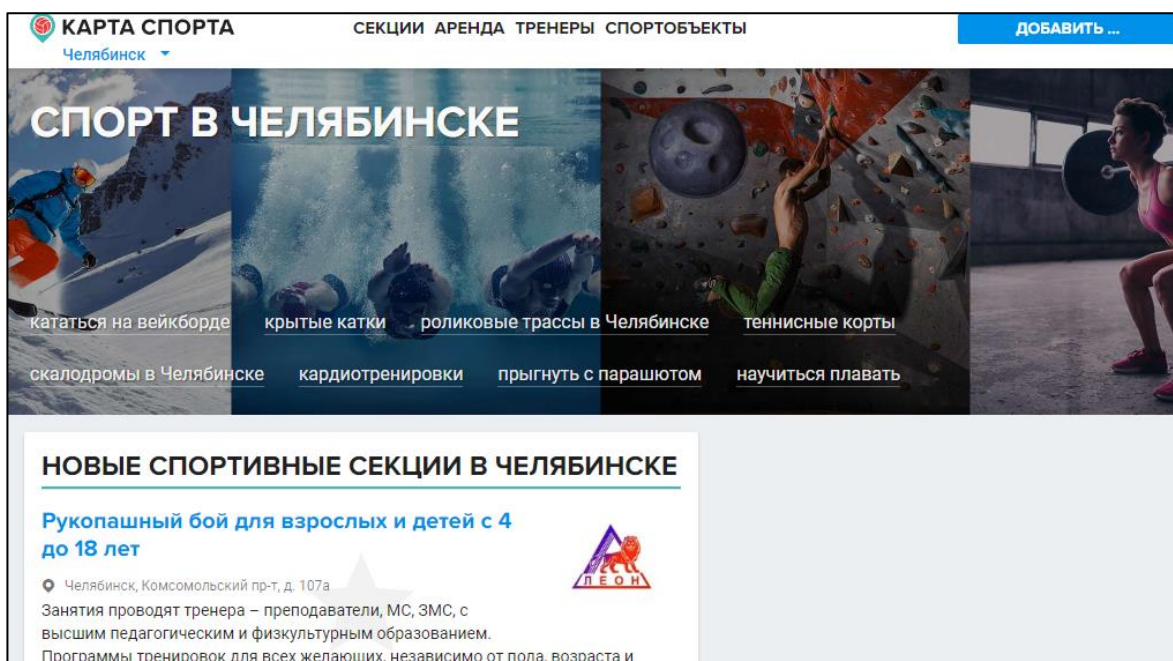 КАРТА СПОРТА
СЕКЦИИ АРЕНДА ТРЕНЕРЫ СПОРТОБЪЕКТЫ
ДОБАВИТЬ ...
Челябинск
СПОРТ В ЧЕЛЯБИНСКЕ
кататься на вейкборде крытые катки роликовые трассы в Челябинске теннисные корты
скалодромы в Челябинске кардиотренировки прыгнуть с парашютом научиться плавать
НОВЫЕ СПОРТИВНЫЕ СЕКЦИИ В ЧЕЛЯБИНСКЕ
Рукопашный бой для взрослых и детей с 4
до 18 лет
ЛЕОН
Челябинск, Комсомольский пр-т, д. 107а
Занятия проводят тренера – преподаватели, МС, ЗМС, с
высшим педагогическим и физкультурным образованием.
Программы тренировок для всех желающих, независимо от пола, возраста и